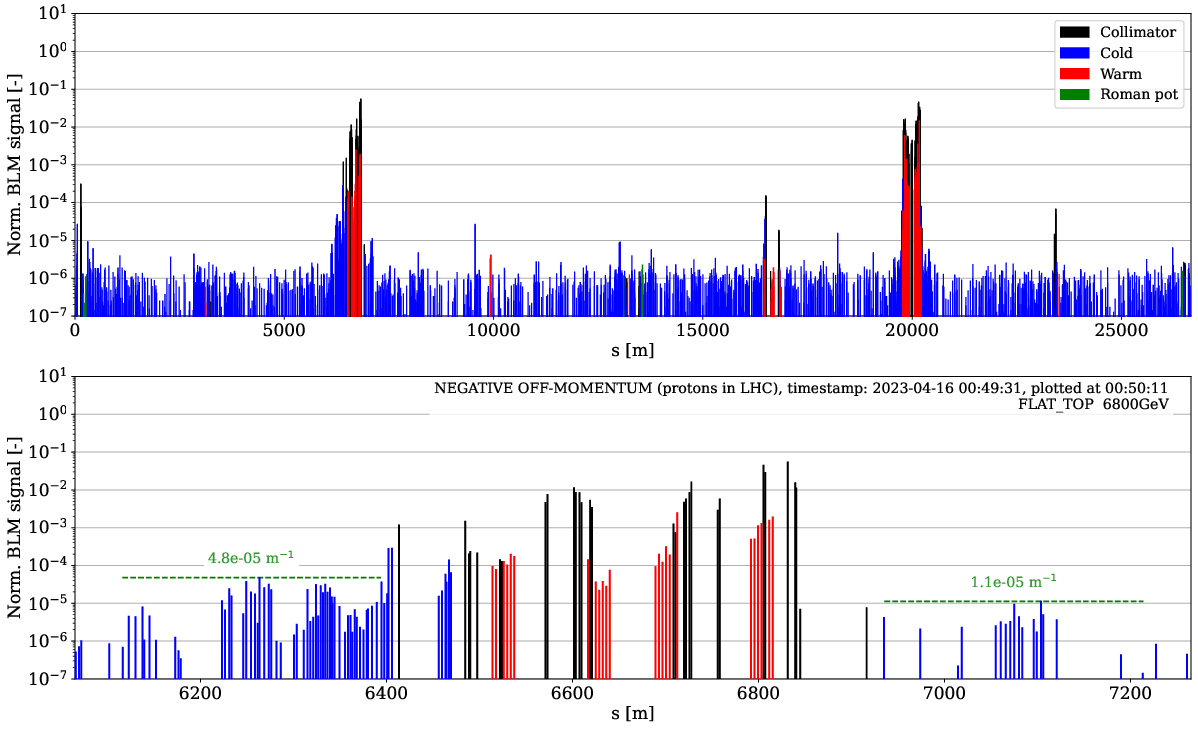 10¹
10⁰
10⁻¹
10⁻²
10⁻³
10⁻⁴
10⁻⁵
10⁻⁶
10⁻⁷
Norm. BLM signal [-]
Collimator
Cold
Warm
Roman pot
0 5000 10000 15000 20000 25000
s [m]
10¹
10⁰
10⁻¹
10⁻²
10⁻³
10⁻⁴
10⁻⁵
10⁻⁶
10⁻⁷
Norm. BLM signal [-]
NEGATIVE OFF-MOMENTUM (protons in LHC), timestamp: 2023-04-16 00:49:31, plotted at 00:50:11
FLAT_TOP 6800GeV
4.8e-05 m⁻¹
1.1e-05 m⁻¹
6200 6400 6600 6800 7000 7200
s [m]